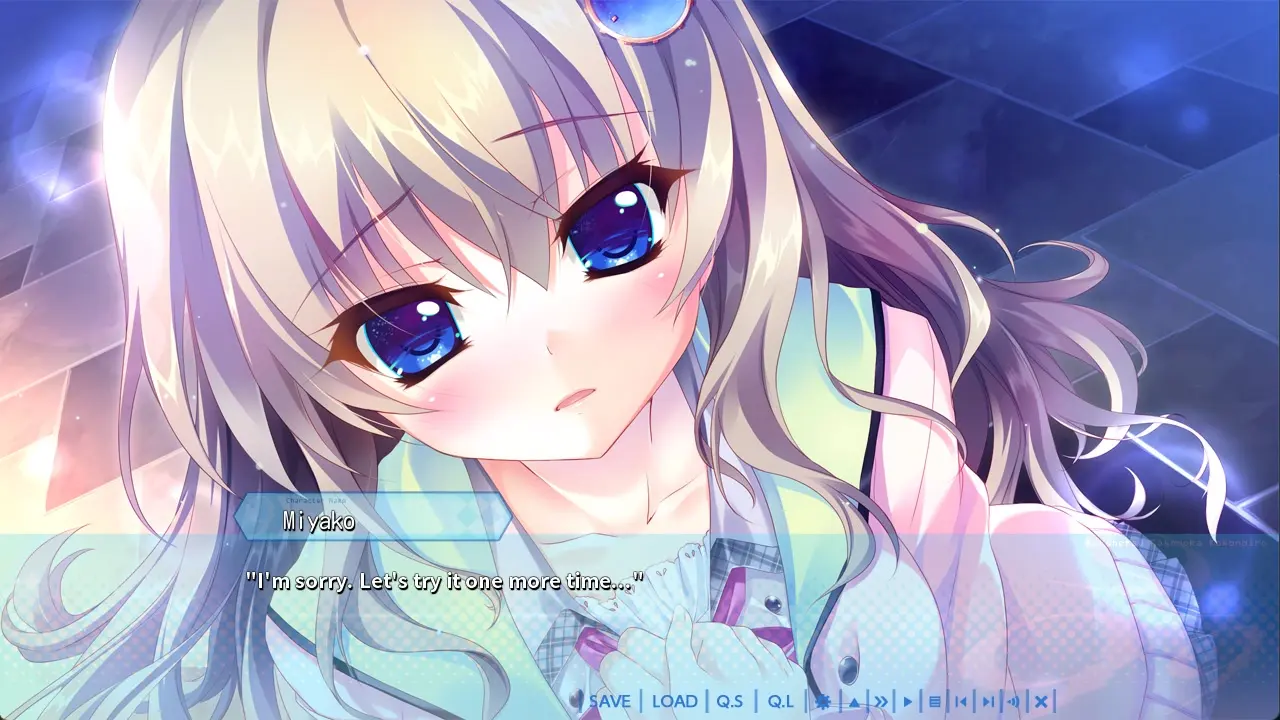 Character Name
Miyako
"I'm sorry. Let's try it one more time..."
SAVE LOAD Q.S Q.L